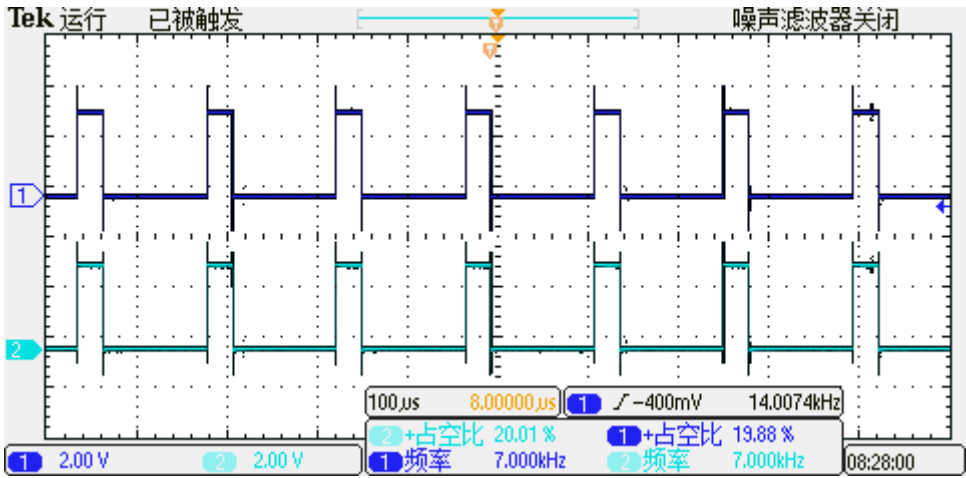 Tek 运行 已被触发 噪声滤波器关闭
T
T
1
2
100µs 8.00000µs 1 -400mV 14.0074kHz
2 +占空比 20.01 % 1 +占空比 19.88 %
1 频率 7.000kHz 2 频率 7.000kHz
1 2.00 V 2 2.00 V 08:28:00